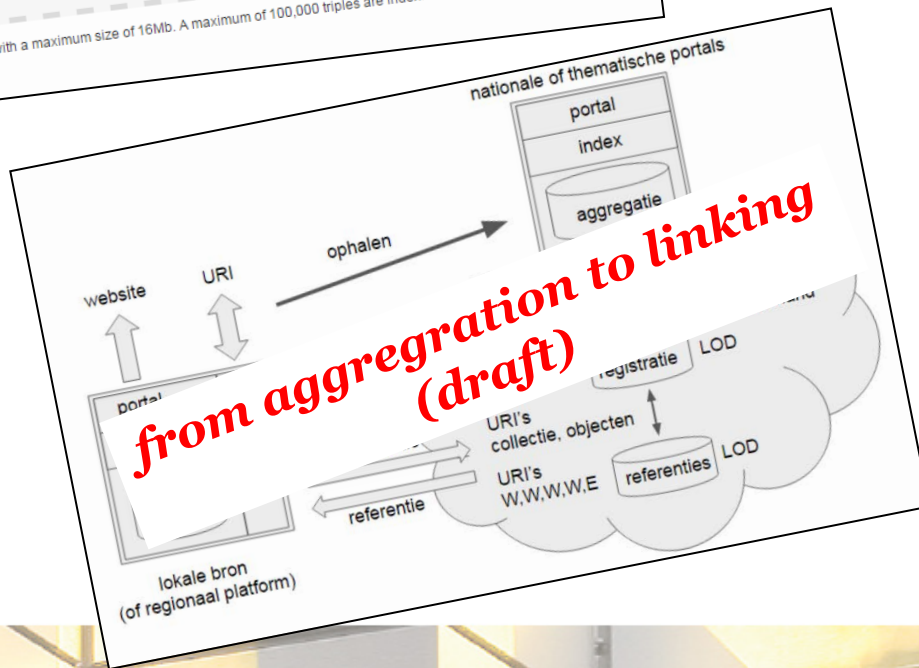 with a maximum size of 16Mb. A maximum of 100,000 triples are
nationale of thematische portals
portal
index
aggregatie
ophalen
website
URI
from aggregration to linking
(draft)
portal
registratie
LOD
URI's
collectie, objecten
URI's
W,W,W,W,E
referenties
LOD
referentie
lokale bron
(of regionaal platform)